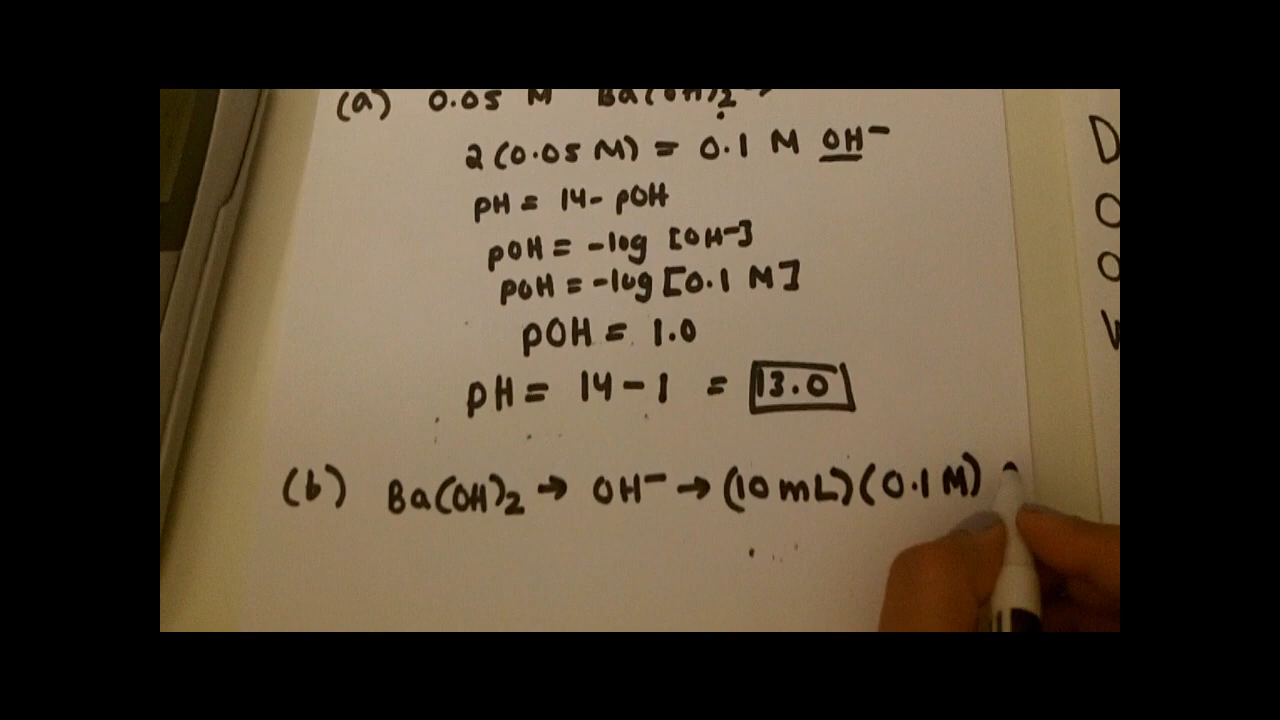 (a) 0.05 M Ba(OH)2 →
2(0.05 M) = 0.1 M OH-
pH = 14- pOH
pOH = -log [OH-]
pOH = -log [0.1 M]
pOH = 1.0
pH = 14-1 = 13.0
(b) Ba(OH)2 → OH- → (10 mL)(0.1 M)
D
O
O